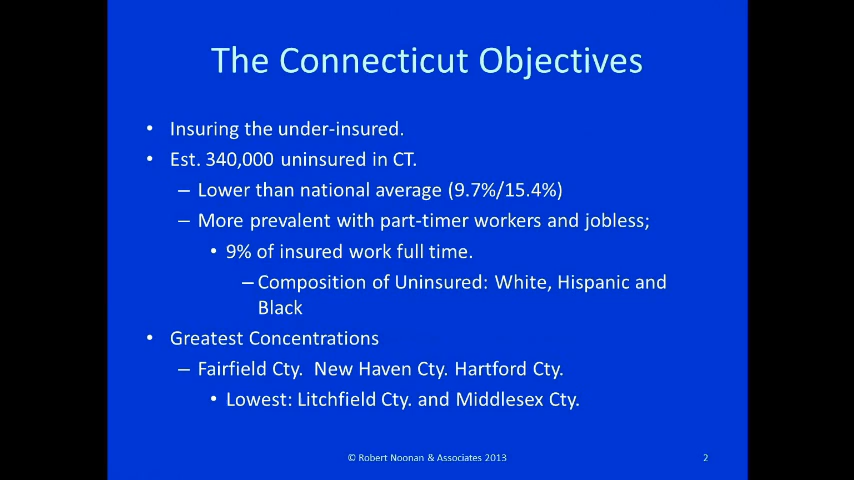 The Connecticut Objectives
• Insuring the under-insured.
• Est. 340,000 uninsured in CT.
– Lower than national average (9.7%/15.4%)
– More prevalent with part-timer workers and jobless;
• 9% of insured work full time.
– Composition of Uninsured: White, Hispanic and
Black
• Greatest Concentrations
– Fairfield Cty.  New Haven Cty. Hartford Cty.
• Lowest: Litchfield Cty. and Middlesex Cty.
© Robert Noonan & Associates 2013
2